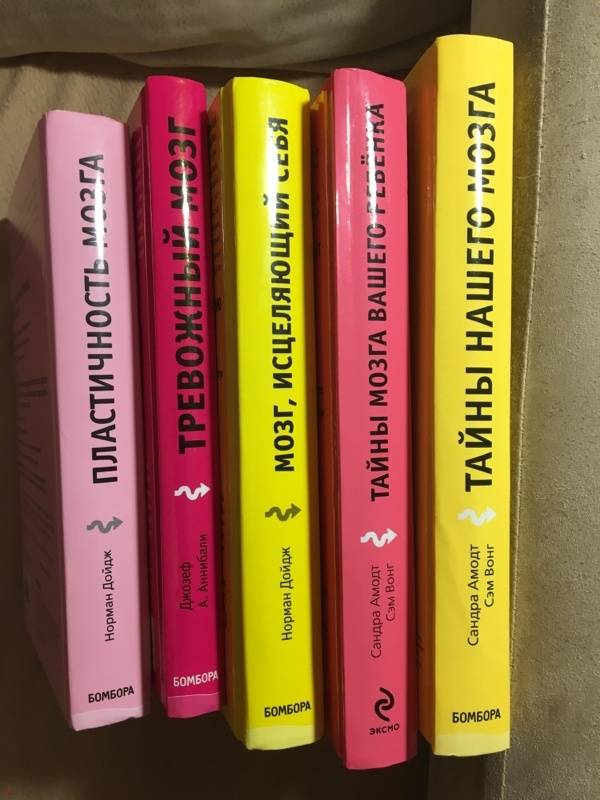 ПЛАСТИЧНОСТЬ МОЗГА
Норман Дойдж
БОМБОРА
ТРЕВОЖНЫЙ МОЗГ
Джозеф
А. Аннибали
БОМБОРА
МОЗГ, ИСЦЕЛЯЮЩИЙ СЕБЯ
Норман Дойдж
БОМБОРА
ТАЙНЫ МОЗГА ВАШЕГО РЕБЁНКА
Сандра Амодт
Сэм Вонг
ЭКСМО
ТАЙНЫ НАШЕГО МОЗГА
Сандра Амодт
Сэм Вонг
БОМБОРА